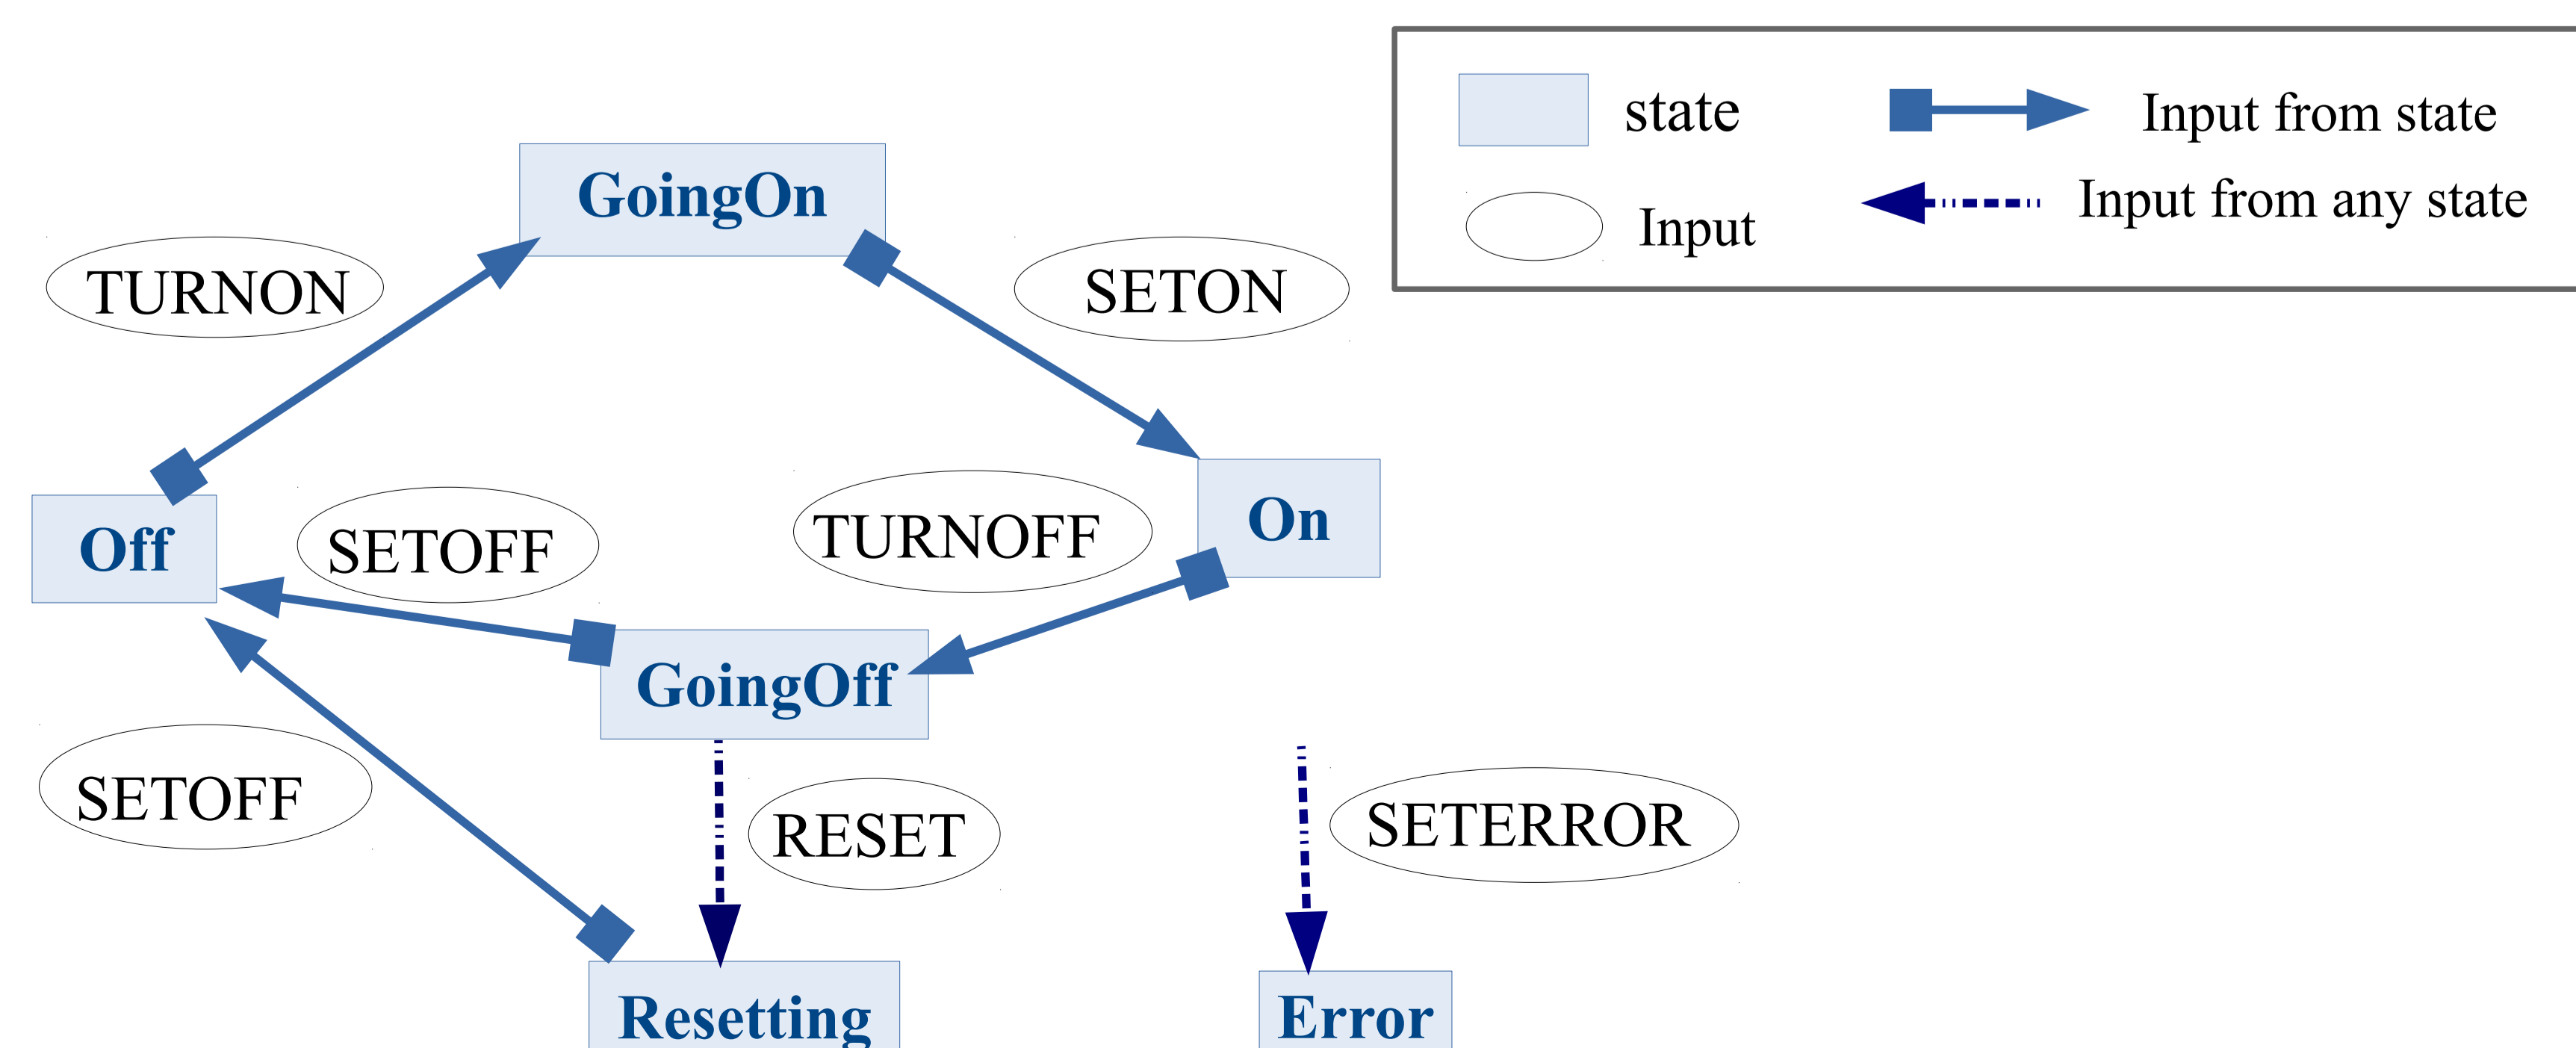 state
Input from state
Input
Input from any state
GoingOn
TURNON
SETON
Off
SETOFF
TURNOFF
On
GoingOff
SETOFF
RESET
SETERROR
Resetting
Error